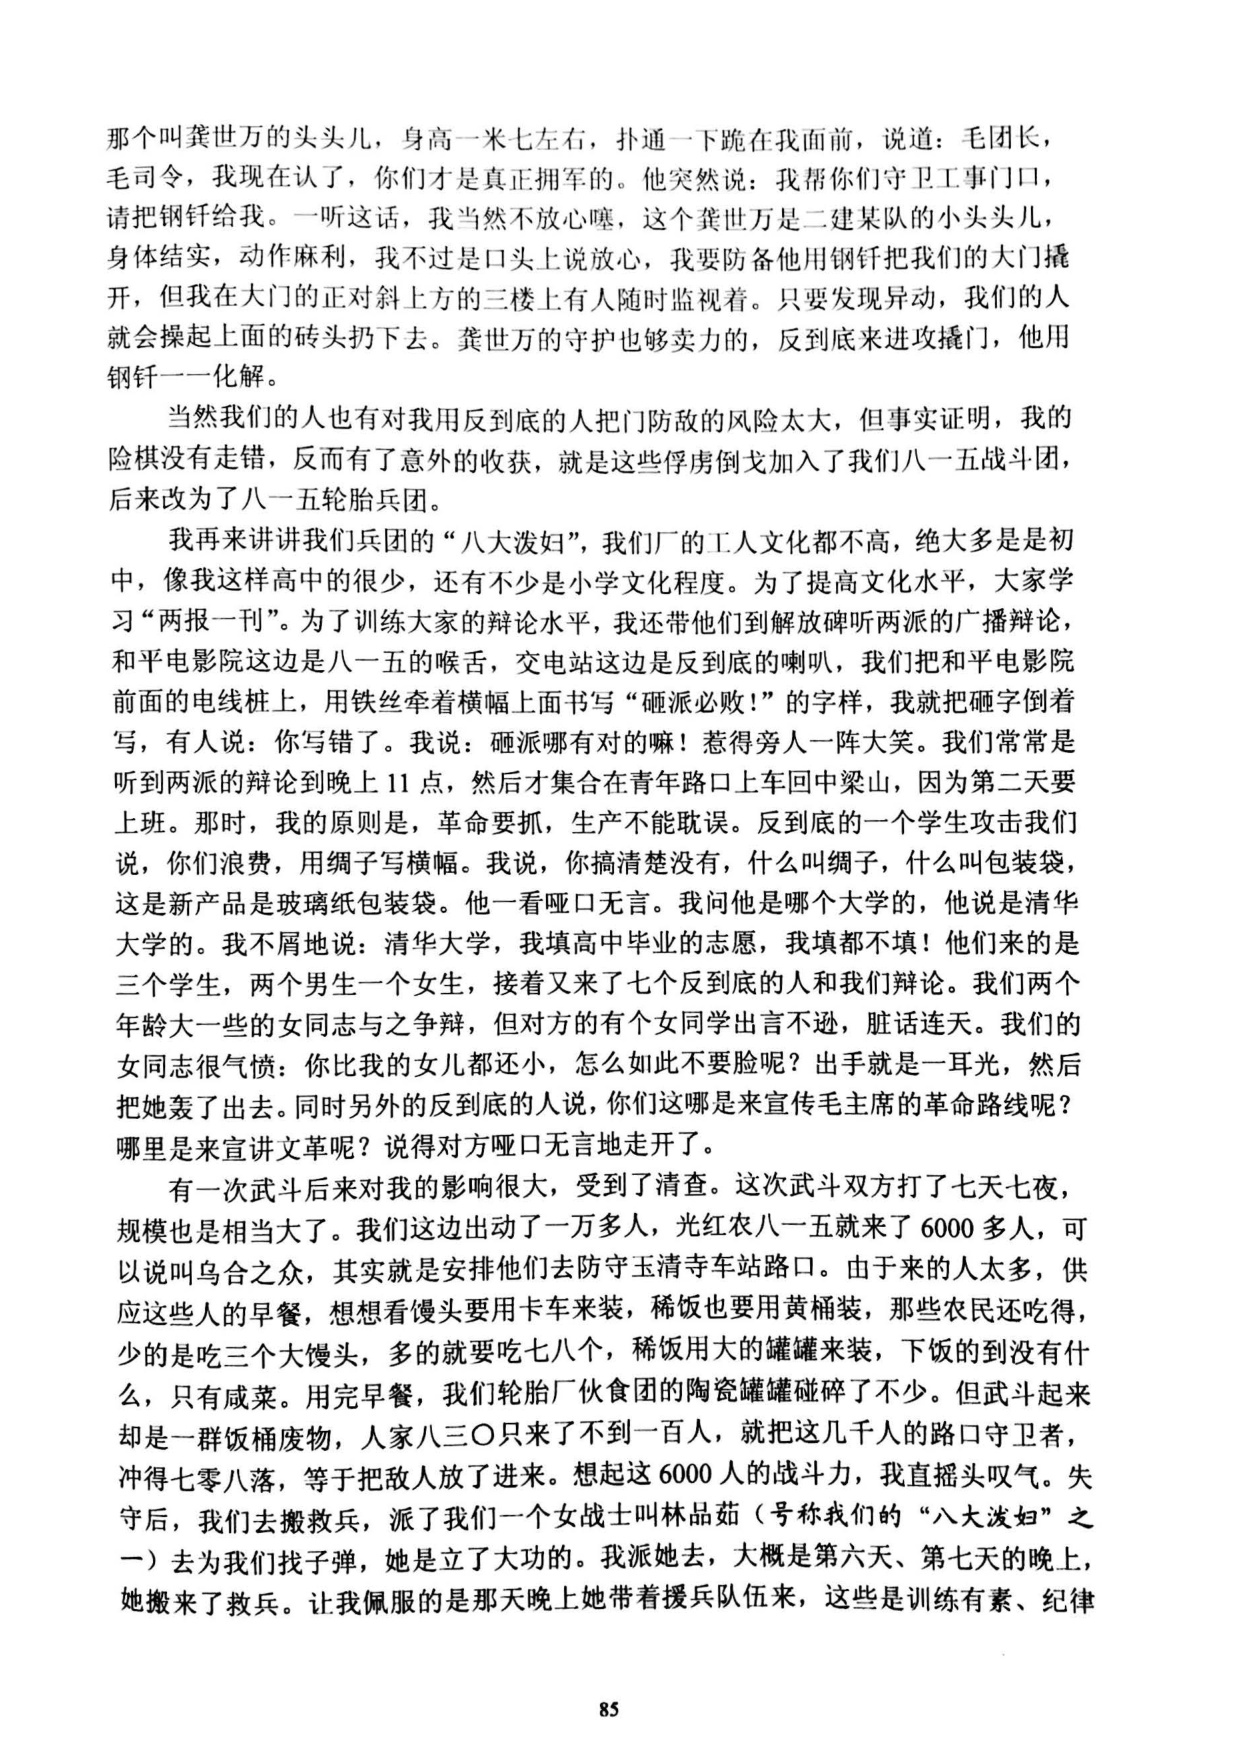 那个叫龚世万的头头儿，身高一米七左右，扑通一下跪在我面前，说道：毛团长，
毛司令，我现在认了，你们才是真正拥军的。他突然说：我帮你们守卫工事门口，
请把钢钎给我。一听这话，我当然不放心噻，这个龚世万是二建某队的小头头儿，
身体结实，动作麻利，我不过是口头上说放心，我要防备他用钢钎把我们的大门撬
开，但我在大门的正对斜上方的三楼上有人随时监视着。只要发现异动，我们的人
就会操起上面的砖头扔下去。龚世万的守护也够卖力的，反到底来进攻撬门，他用
钢钎一一化解。
当然我们的人也有对我用反到底的人把门防敌的风险太大，但事实证明，我的
险棋没有走错，反而有了意外的收获，就是这些俘虏倒戈加入了我们八一五战斗团，
后来改为了八一五轮胎兵团。
我再来讲讲我们兵团的“八大泼妇”，我们厂的工人文化都不高，绝大多是是初
中，像我这样高中的很少，还有不少是小学文化程度。为了提高文化水平，大家学
习“两报一刊”。为了训练大家的辩论水平，我还带他们到解放碑听两派的广播辩论，
和平电影院这边是八一五的喉舌，交电站这边是反到底的喇叭，我们把和平电影院
前面的电线桩上，用铁丝牵着横幅上面书写“砸派必败！”的字样，我就把砸字倒着
写，有人说：你写错了。我说：砸派哪有对的嘛！惹得旁人一阵大笑。我们常常是
听到两派的辩论到晚上 11 点，然后才集合在青年路口上车回中梁山，因为第二天要
上班。那时，我的原则是，革命要抓，生产不能耽误。反到底的一个学生攻击我们
说，你们浪费，用绸子写横幅。我说，你搞清楚没有，什么叫绸子，什么叫包装袋，
这是新产品是玻璃纸包装袋。他一看哑口无言。我问他是哪个大学的，他说是清华
大学的。我不屑地说：清华大学，我填高中毕业的志愿，我填都不填！他们来的是
三个学生，两个男生一个女生，接着又来了七个反到底的人和我们辩论。我们两个
年龄大一些的女同志与之争辩，但对方的有个女同学出言不逊，脏话连天。我们的
女同志很气愤：你比我的女儿都还小，怎么如此不要脸呢？出手就是一耳光，然后
把她轰了出去。同时另外的反到底的人说，你们这哪是来宣传毛主席的革命路线呢？
哪里是来宣讲文革呢？说得对方哑口无言地走开了。
有一次武斗后来对我的影响很大，受到了清查。这次武斗双方打了七天七夜，
规模也是相当大了。我们这边出动了一万多人，光红农八一五就来了 6000 多人，可
以说叫乌合之众，其实就是安排他们去防守玉清寺车站路口。由于来的人太多，供
应这些人的早餐，想想看馒头要用卡车来装，稀饭也要用黄桶装，那些农民还吃得，
少的是吃三个大馒头，多的就要吃七八个，稀饭用大的罐罐来装，下饭的到没有什
么，只有咸菜。用完早餐，我们轮胎厂伙食团的陶瓷罐罐碰碎了不少。但武斗起来
却是一群饭桶废物，人家八三〇只来了不到一百人，就把这几千人的路口守卫者，
冲得七零八落，等于把敌人放了进来。想起这 6000 人的战斗力，我直摇头叹气。失
守后，我们去搬救兵，派了我们一个女战士叫林品茹（号称我们的“八大泼妇”之
一）去为我们找子弹，她是立了大功的。我派她去，大概是第六天、第七天的晚上，
她搬来了救兵。让我佩服的是那天晚上她带着援兵队伍来，这些是训练有素、纪律
85